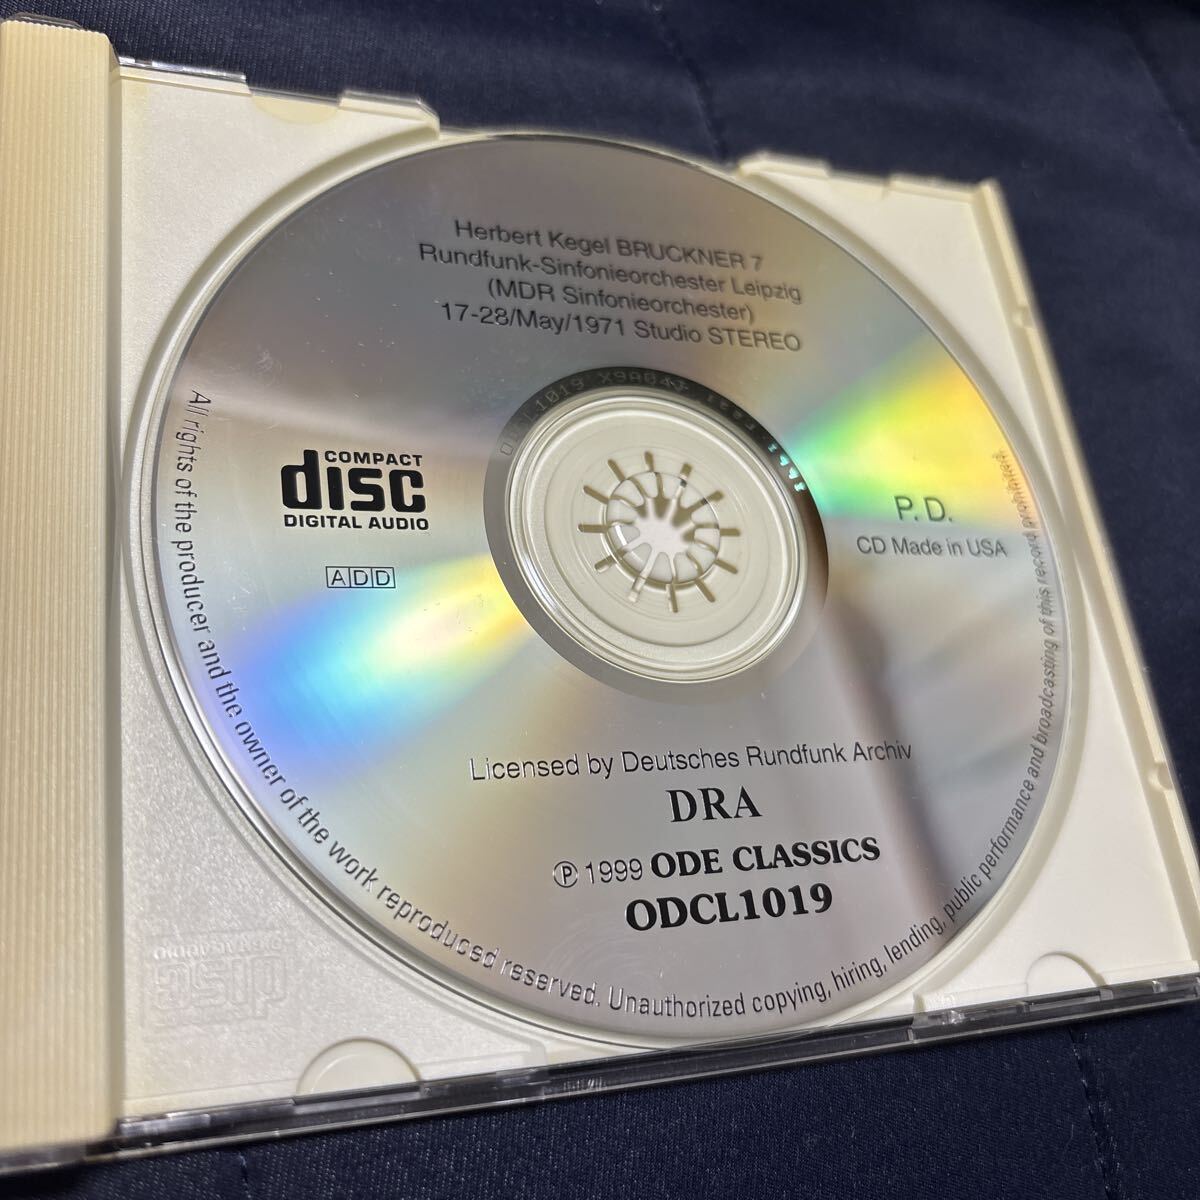 Herbert Kegel BRUCKNER 7
Rundfunk-Sinfonieorchester Leipzig
(MDR Sinfonieorchester)
17-28/May/1971 Studio STEREO
COMPACT
disc
DIGITAL AUDIO
ADD
P.D.
CD Made in USA
Licensed by Deutsches Rundfunk Archiv
DRA
℗ 1999 ODE CLASSICS
ODCL1019
All rights of the producer and the owner of the work reproduced reserved. Unauthorized copying, hiring, lending, public performance and broadcasting of this record prohibited.